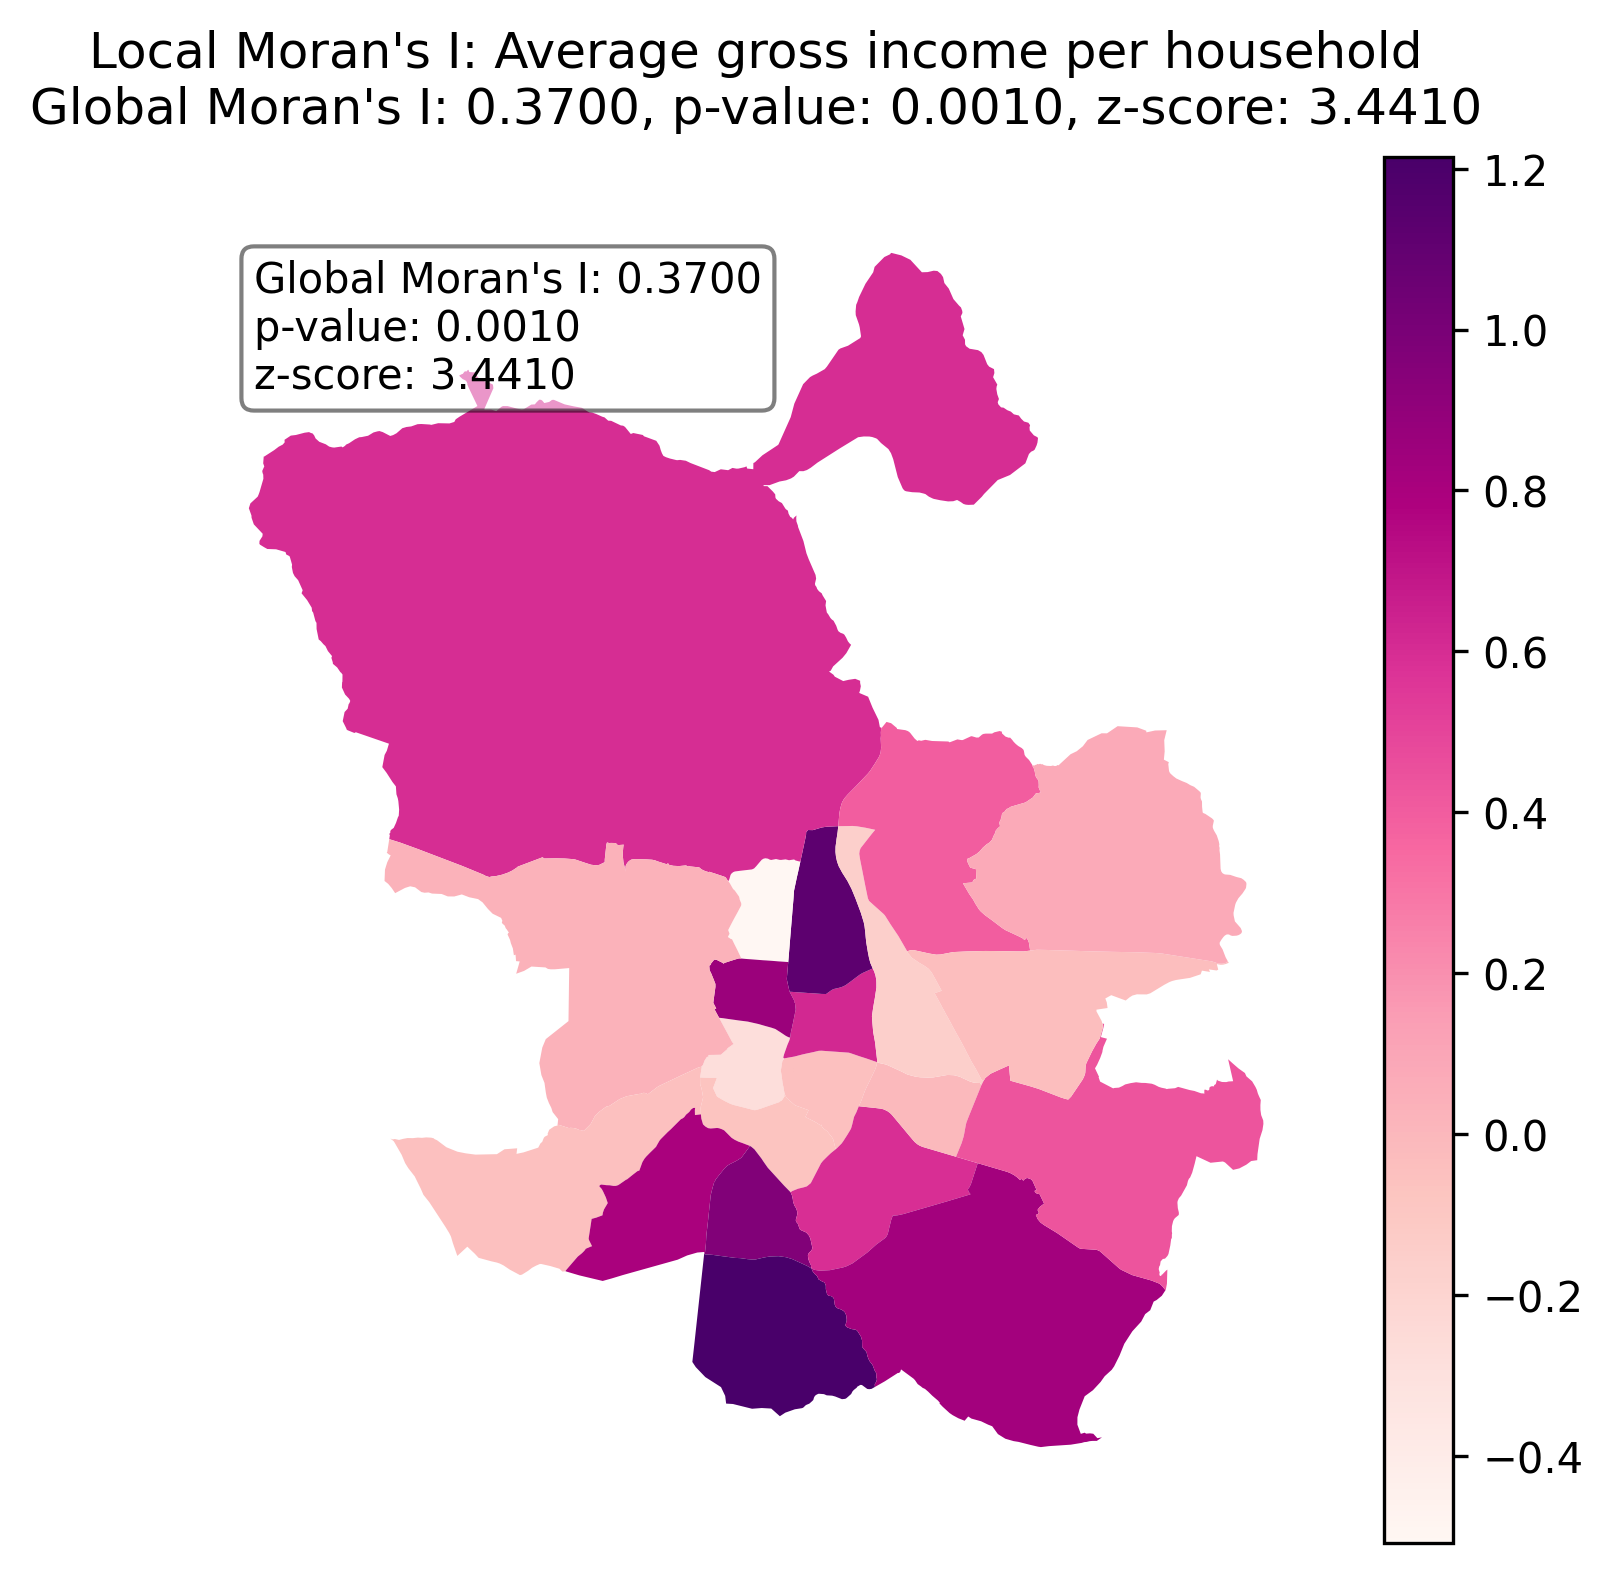 Local Moran's I: Average gross income per household
Global Moran's I: 0.3700, p-value: 0.0010, z-score: 3.4410
Global Moran's I: 0.3700
p-value: 0.0010
z-score: 3.4410
1.2
1.0
0.8
0.6
0.4
0.2
0.0
−0.2
−0.4